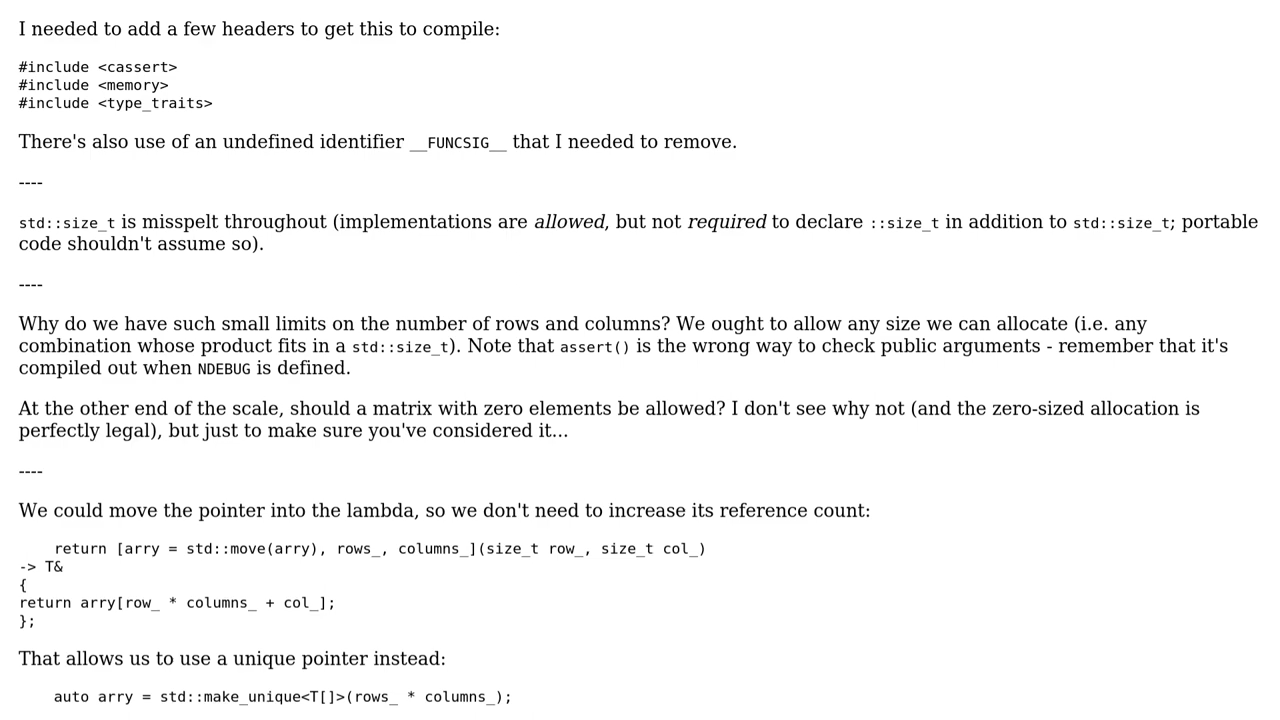 I needed to add a few headers to get this to compile:
#include <cassert>
#include <memory>
#include <type_traits>
There's also use of an undefined identifier __FUNCSIG__ that I needed to remove.
----
std::size_t is misspelt throughout (implementations are allowed, but not required to declare ::size_t in addition to std::size_t; portable
code shouldn't assume so).
----
Why do we have such small limits on the number of rows and columns? We ought to allow any size we can allocate (i.e. any
combination whose product fits in a std::size_t). Note that assert() is the wrong way to check public arguments - remember that it's
compiled out when NDEBUG is defined.
At the other end of the scale, should a matrix with zero elements be allowed? I don't see why not (and the zero-sized allocation is
perfectly legal), but just to make sure you've considered it...
----
We could move the pointer into the lambda, so we don't need to increase its reference count:
    return [arry = std::move(arry), rows_, columns_](size_t row_, size_t col_)
-> T&
{
return arry[row_ * columns_ + col_];
};
That allows us to use a unique pointer instead:
    auto arry = std::make_unique<T[]>(rows_ * columns_);